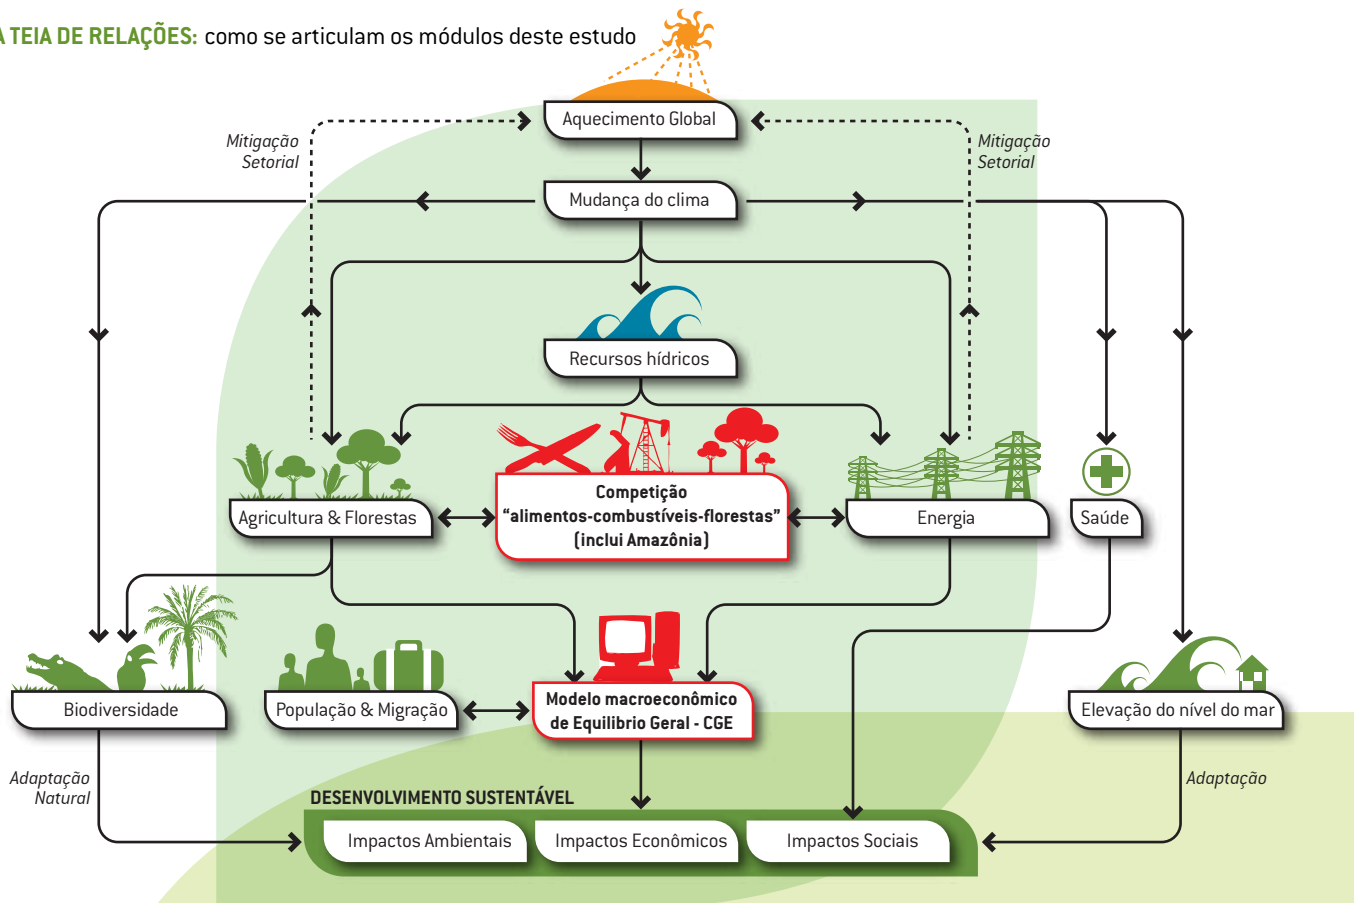 A TEIA DE RELAÇÕES: como se articulam os módulos deste estudo
Aquecimento Global
Mitigação
Setorial
Mitigação
Setorial
Mudança do clima
Recursos hídricos
Agricultura & Florestas
Competição
“alimentos-combustíveis-florestas”
(inclui Amazônia)
Energia
Saúde
Biodiversidade
População & Migração
Modelo macroeconômico
de Equilibrio Geral - CGE
Elevação do nível do mar
Adaptação
Natural
Adaptação
DESENVOLVIMENTO SUSTENTÁVEL
Impactos Ambientais
Impactos Econômicos
Impactos Sociais